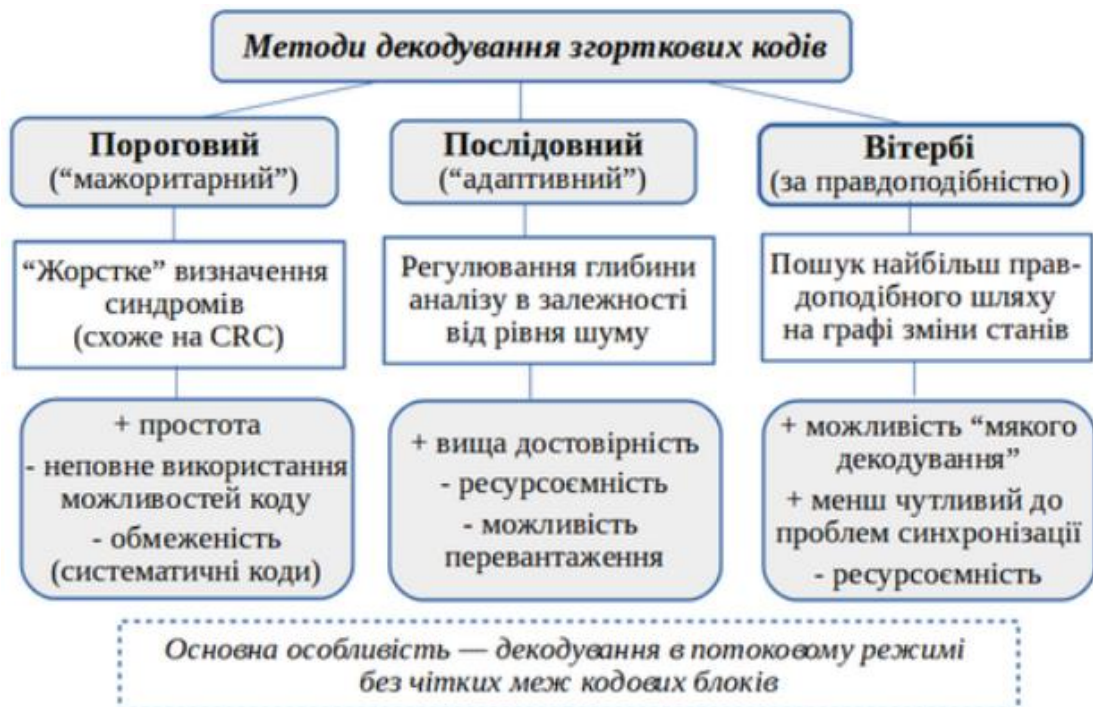 Методи декодування згорткових кодів
Пороговий
(“мажоритарний”)
“Жорстке” визначення
синдромів
(схоже на CRC)
+ простота
- неповне використання
можливостей коду
- обмеженість
(систематичні коди)
Послідовний
(“адаптивний”)
Регулювання глибини
аналізу в залежності
від рівня шуму
+ вища достовірність
- ресурсоємність
- можливість
перевантаження
Вітербі
(за правдоподібністю)
Пошук найбільш прав-
доподібного шляху
на графі зміни станів
+ можливість “мякого
декодування”
+ менш чутливий до
проблем синхронізації
- ресурсоємність
Основна особливість — декодування в потоковому режимі
без чітких меж кодових блоків